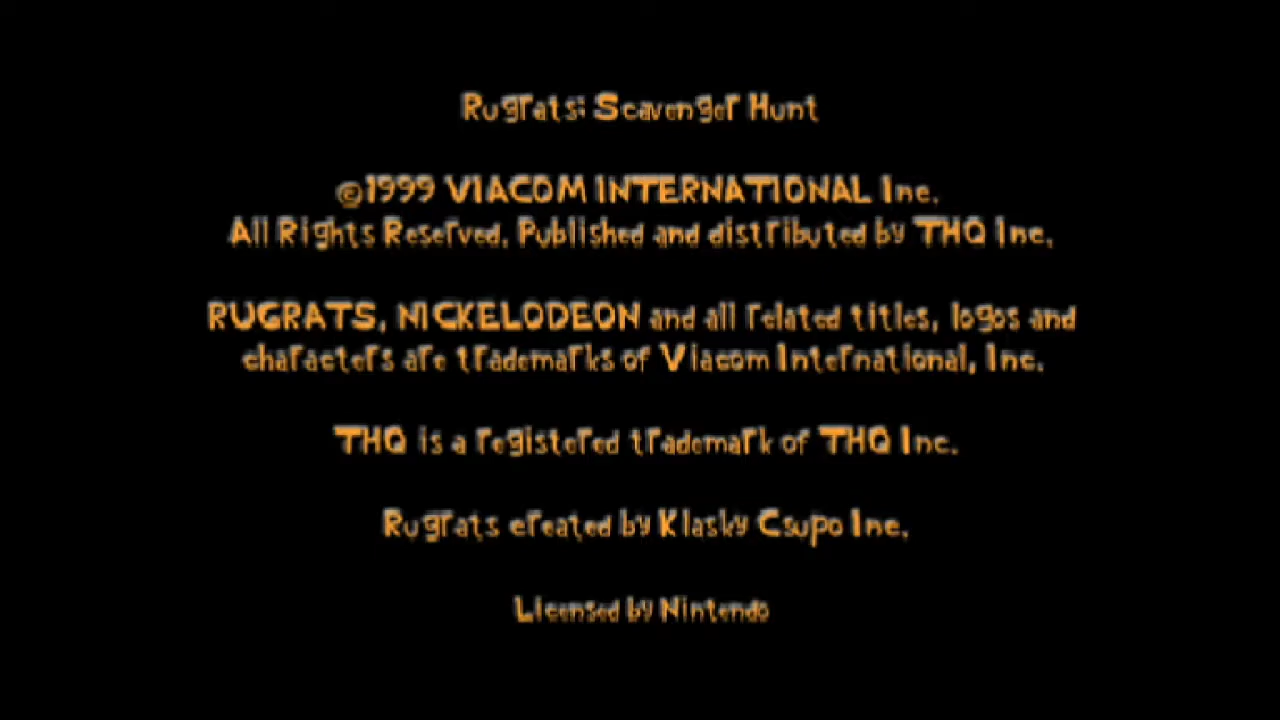 Rugrats: Scavenger Hunt
©1999 VIACOM INTERNATIONAL Inc.
All Rights Reserved. Published and distributed by THQ Inc.
RUGRATS, NICKELODEON and all related titles, logos and
characters are trademarks of Viacom International, Inc.
THQ is a registered trademark of THQ Inc.
Rugrats created by Klasky Csupo Inc.
Licensed by Nintendo